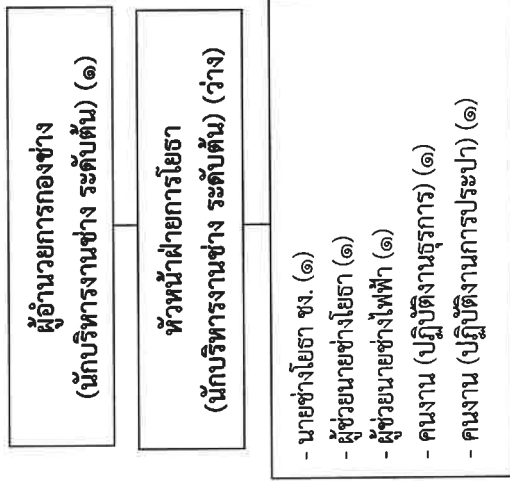 ผู้อำนวยการกองช่าง
(นักบริหารงานช่าง ระดับต้น) (๑)
หัวหน้าฝ่ายการโยธา
(นักบริหารงานช่าง ระดับต้น) (ว่าง)
- นายช่างโยธา ชง. (๑)
- ผู้ช่วยนายช่างโยธา (๑)
- ผู้ช่วยนายช่างไฟฟ้า (๑)
- คนงาน (ปฏิบัติงานธุรการ) (๑)
- คนงาน (ปฏิบัติงานการประปา) (๑)